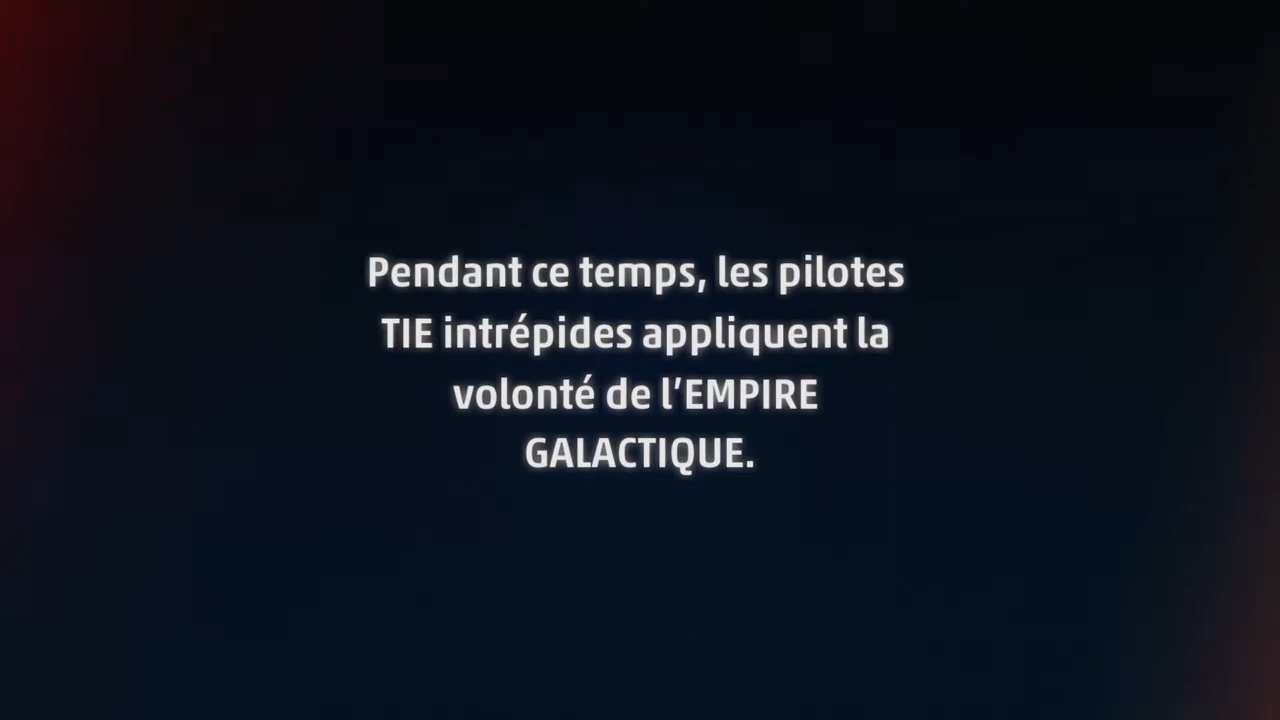 Pendant ce temps, les pilotes
TIE intrépides appliquent la
volonté de l’EMPIRE
GALACTIQUE.